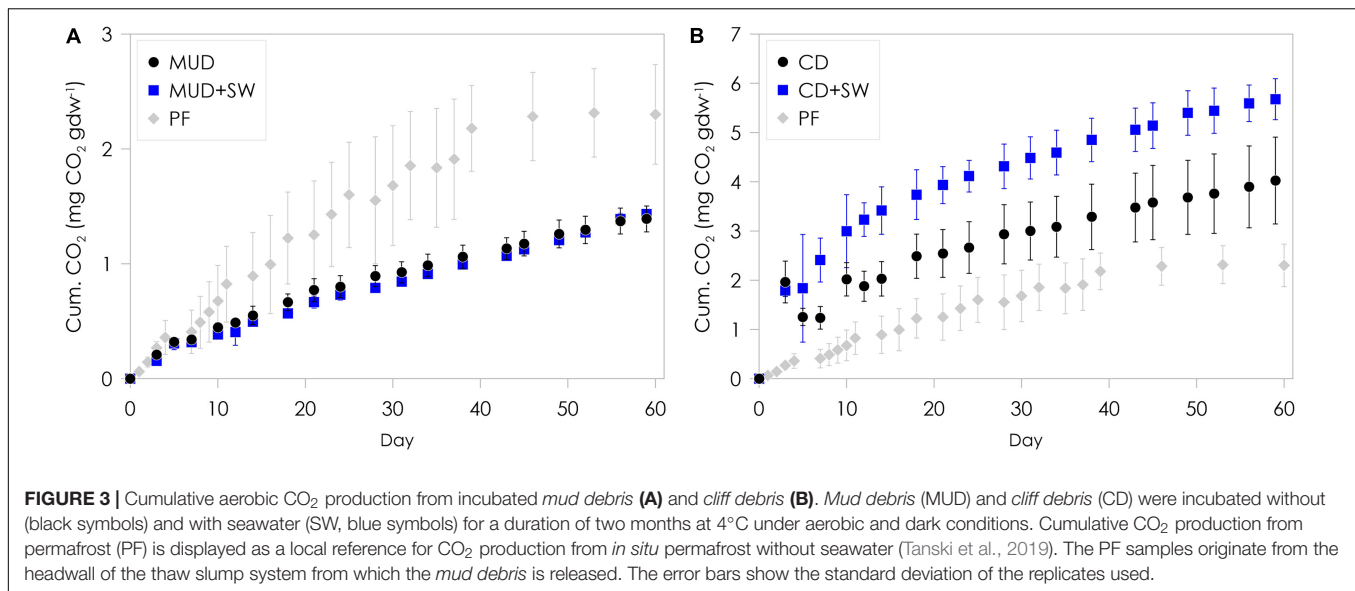 A
3
2
1
0
Cum. CO₂ (mg CO₂ gdw⁻¹)
MUD
MUD+SW
PF
0 10 20 30 40 50 60
Day
B
7
6
5
4
3
2
1
0
Cum. CO₂ (mg CO₂ gdw⁻¹)
CD
CD+SW
PF
0 10 20 30 40 50 60
Day
FIGURE 3 | Cumulative aerobic CO₂ production from incubated mud debris (A) and cliff debris (B). Mud debris (MUD) and cliff debris (CD) were incubated without
(black symbols) and with seawater (SW, blue symbols) for a duration of two months at 4°C under aerobic and dark conditions. Cumulative CO₂ production from
permafrost (PF) is displayed as a local reference for CO₂ production from in situ permafrost without seawater (Tanski et al., 2019). The PF samples originate from the
headwall of the thaw slump system from which the mud debris is released. The error bars show the standard deviation of the replicates used.